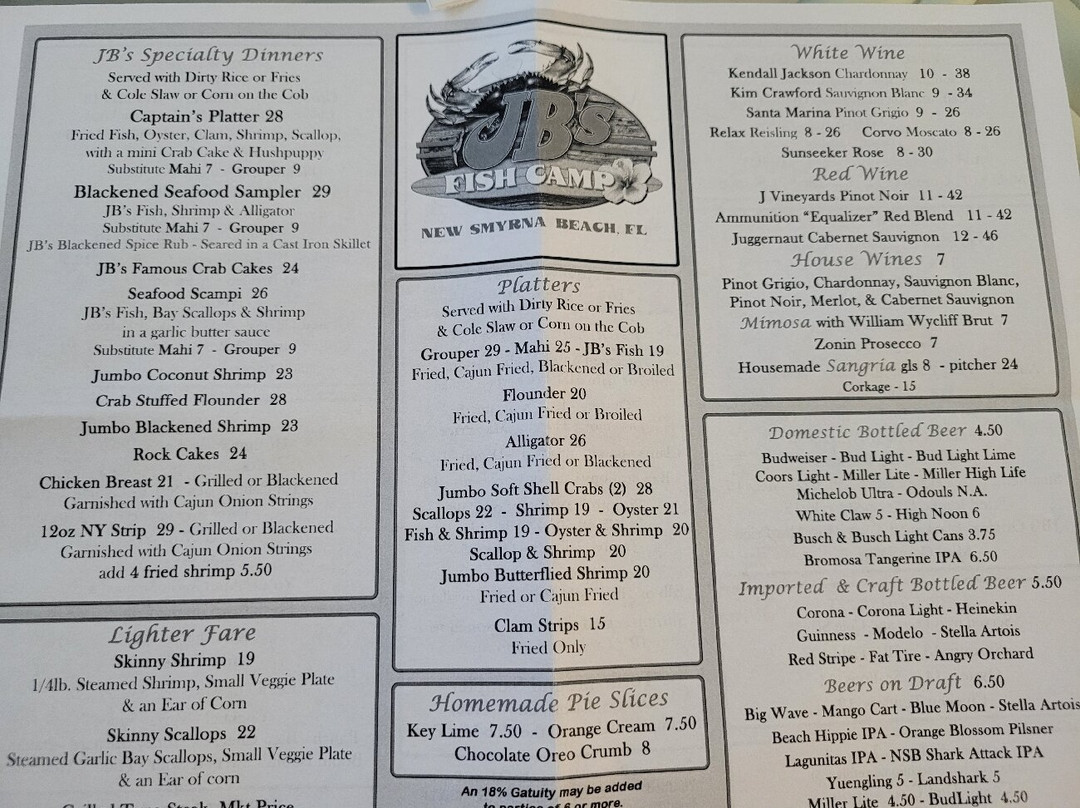 JB's Specialty Dinners
Served with Dirty Rice or Fries
& Cole Slaw or Corn on the Cob
Captain's Platter 28
Fried Fish, Oyster, Clam, Shrimp, Scallop,
with a mini Crab Cake & Hushpuppy
Substitute Mahi 7 - Grouper 9
Blackened Seafood Sampler 29
JB's Fish, Shrimp & Alligator
Substitute Mahi 7 - Grouper 9
JB's Blackened Spice Rub - Seared in a Cast Iron Skillet
JB's Famous Crab Cakes 24
Seafood Scampi 26
JB's Fish, Bay Scallops & Shrimp
in a garlic butter sauce
Substitute Mahi 7 - Grouper 9
Jumbo Coconut Shrimp 23
Crab Stuffed Flounder 28
Jumbo Blackened Shrimp 23
Rock Cakes 24
Chicken Breast 21 - Grilled or Blackened
Garnished with Cajun Onion Strings
12oz NY Strip 29 - Grilled or Blackened
Garnished with Cajun Onion Strings
add 4 fried shrimp 5.50
Lighter Fare
Skinny Shrimp 19
1/4lb. Steamed Shrimp, Small Veggie Plate
& an Ear of Corn
Skinny Scallops 22
Steamed Garlic Bay Scallops, Small Veggie Plate
& an Ear of corn
Mkt Price
JB's
FISH CAMP
NEW SMYRNA BEACH, FL
Platters
Served with Dirty Rice or Fries
& Cole Slaw or Corn on the Cob
Grouper 29 - Mahi 25 - JB's Fish 19
Fried, Cajun Fried, Blackened or Broiled
Flounder 20
Fried, Cajun Fried or Broiled
Alligator 26
Fried, Cajun Fried or Blackened
Jumbo Soft Shell Crabs (2) 28
Scallops 22 - Shrimp 19 - Oyster 21
Fish & Shrimp 19 - Oyster & Shrimp 20
Scallop & Shrimp 20
Jumbo Butterflied Shrimp 20
Fried or Cajun Fried
Clam Strips 15
Fried Only
Homemade Pie Slices
Key Lime 7.50 - Orange Cream 7.50
Chocolate Oreo Crumb 8
An 18% Gatuity may be added
to parties of 6 or more.
White Wine
Kendall Jackson Chardonnay 10 - 38
Kim Crawford Sauvignon Blanc 9 - 34
Santa Marina Pinot Grigio 9 - 26
Relax Reisling 8 - 26 Corvo Moscato 8 - 26
Sunseeker Rose 8 - 30
Red Wine
J Vineyards Pinot Noir 11 - 42
Ammunition "Equalizer" Red Blend 11 - 42
Juggernaut Cabernet Sauvignon 12 - 46
House Wines 7
Pinot Grigio, Chardonnay, Sauvignon Blanc,
Pinot Noir, Merlot, & Cabernet Sauvignon
Mimosa with William Wycliff Brut 7
Zonin Prosecco 7
Housemade Sangria gls 8 - pitcher 24
Corkage - 15
Domestic Bottled Beer 4.50
Budweiser - Bud Light - Bud Light Lime
Coors Light - Miller Lite - Miller High Life
Michelob Ultra - Odouls N.A.
White Claw 5 - High Noon 6
Busch & Busch Light Cans 3.75
Bromosa Tangerine IPA 6.50
Imported & Craft Bottled Beer 5.50
Corona - Corona Light - Heinekin
Guinness - Modelo - Stella Artois
Red Stripe - Fat Tire - Angry Orchard
Beers on Draft 6.50
Big Wave - Mango Cart - Blue Moon - Stella Artois
Beach Hippie IPA - Orange Blossom Pilsner
Lagunitas IPA - NSB Shark Attack IPA
Yuengling 5 - Landshark 5
Miller Lite 4.50 - BudLight 4.50